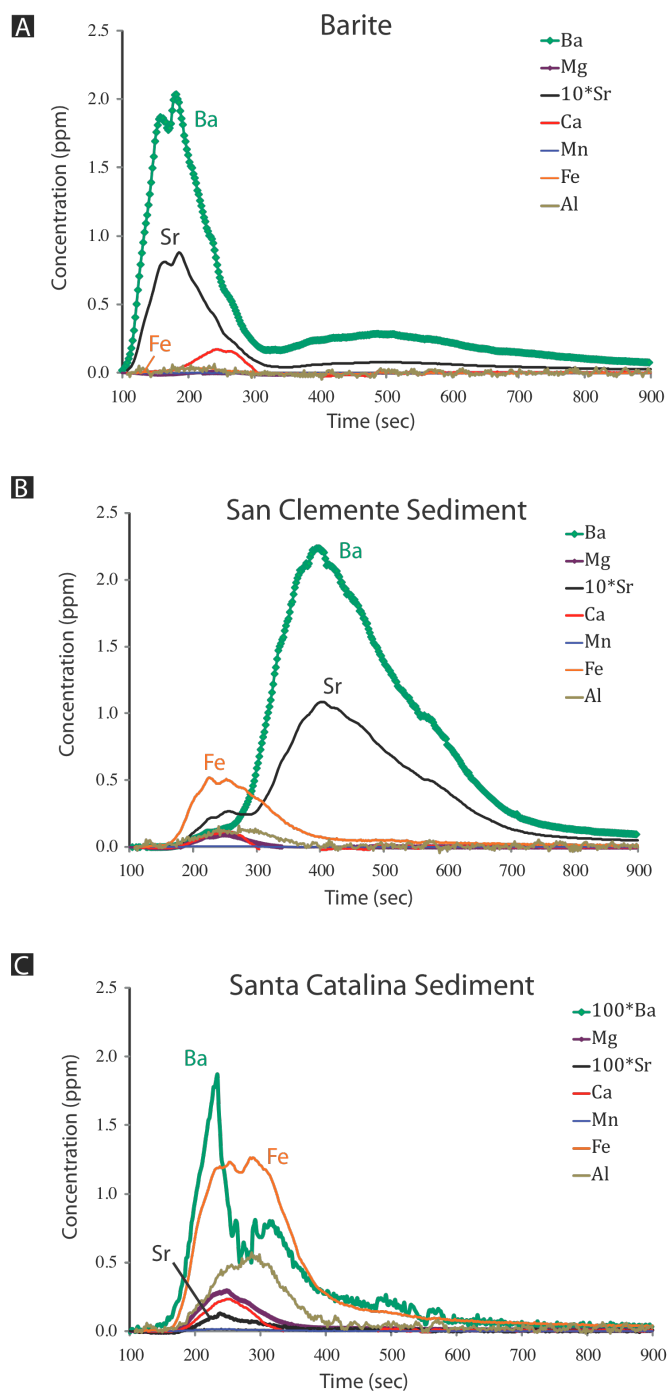 A
Barite
2.5
2.0
1.5
1.0
0.5
0.0
Concentration (ppm)
Ba
Sr
Fe
Ba
Mg
10*Sr
Ca
Mn
Fe
Al
100 200 300 400 500 600 700 800 900
Time (sec)
B
San Clemente Sediment
2.5
2.0
1.5
1.0
0.5
0.0
Concentration (ppm)
Ba
Sr
Fe
Ba
Mg
10*Sr
Ca
Mn
Fe
Al
100 200 300 400 500 600 700 800 900
Time (sec)
C
Santa Catalina Sediment
2.5
2.0
1.5
1.0
0.5
0.0
Concentration (ppm)
Ba
Fe
Sr
100*Ba
Mg
100*Sr
Ca
Mn
Fe
Al
100 200 300 400 500 600 700 800 900
Time (sec)